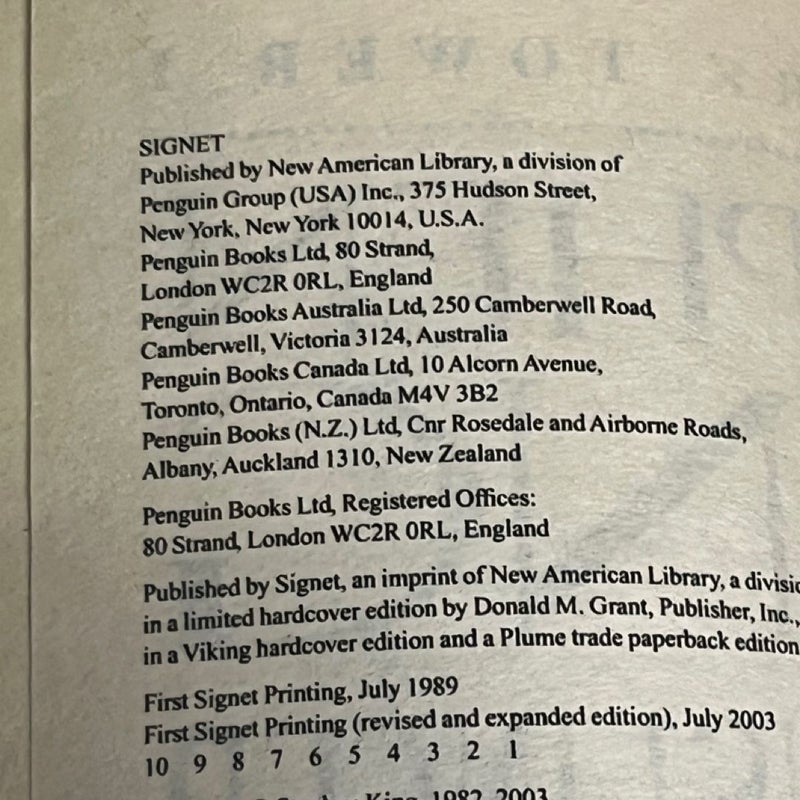 SIGNET
Published by New American Library, a division of
Penguin Group (USA) Inc., 375 Hudson Street,
New York, New York 10014, U.S.A.
Penguin Books Ltd, 80 Strand,
London WC2R 0RL, England
Penguin Books Australia Ltd, 250 Camberwell Road,
Camberwell, Victoria 3124, Australia
Penguin Books Canada Ltd, 10 Alcorn Avenue,
Toronto, Ontario, Canada M4V 3B2
Penguin Books (N.Z.) Ltd, Cnr Rosedale and Airborne Roads,
Albany, Auckland 1310, New Zealand
Penguin Books Ltd, Registered Offices:
80 Strand, London WC2R 0RL, England
Published by Signet, an imprint of New American Library, a
in a limited hardcover edition by Donald M. Grant, Publisher, Inc.,
in a Viking hardcover edition and a Plume trade paperback edition
First Signet Printing, July 1989
First Signet Printing (revised and expanded edition), July 2003
10 9 8 7 6 5 4 3 2 1
King, 1982, 2003